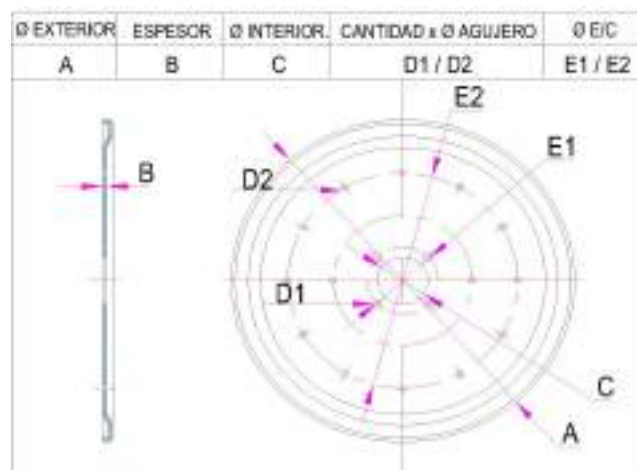 Ø EXTERIOR ESPESOR Ø INTERIOR. CANTIDAD x Ø AGUJERO Ø E/C
A B C D1 / D2 E1 / E2
E2
E1
B
D2
D1
C
A